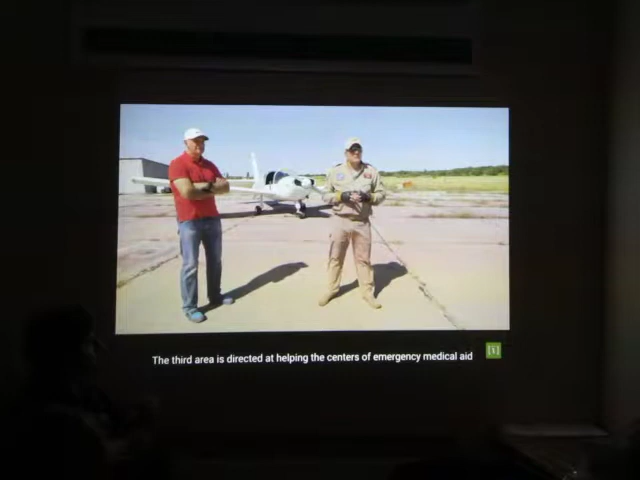 The third area is directed at helping the centers of emergency medical aid